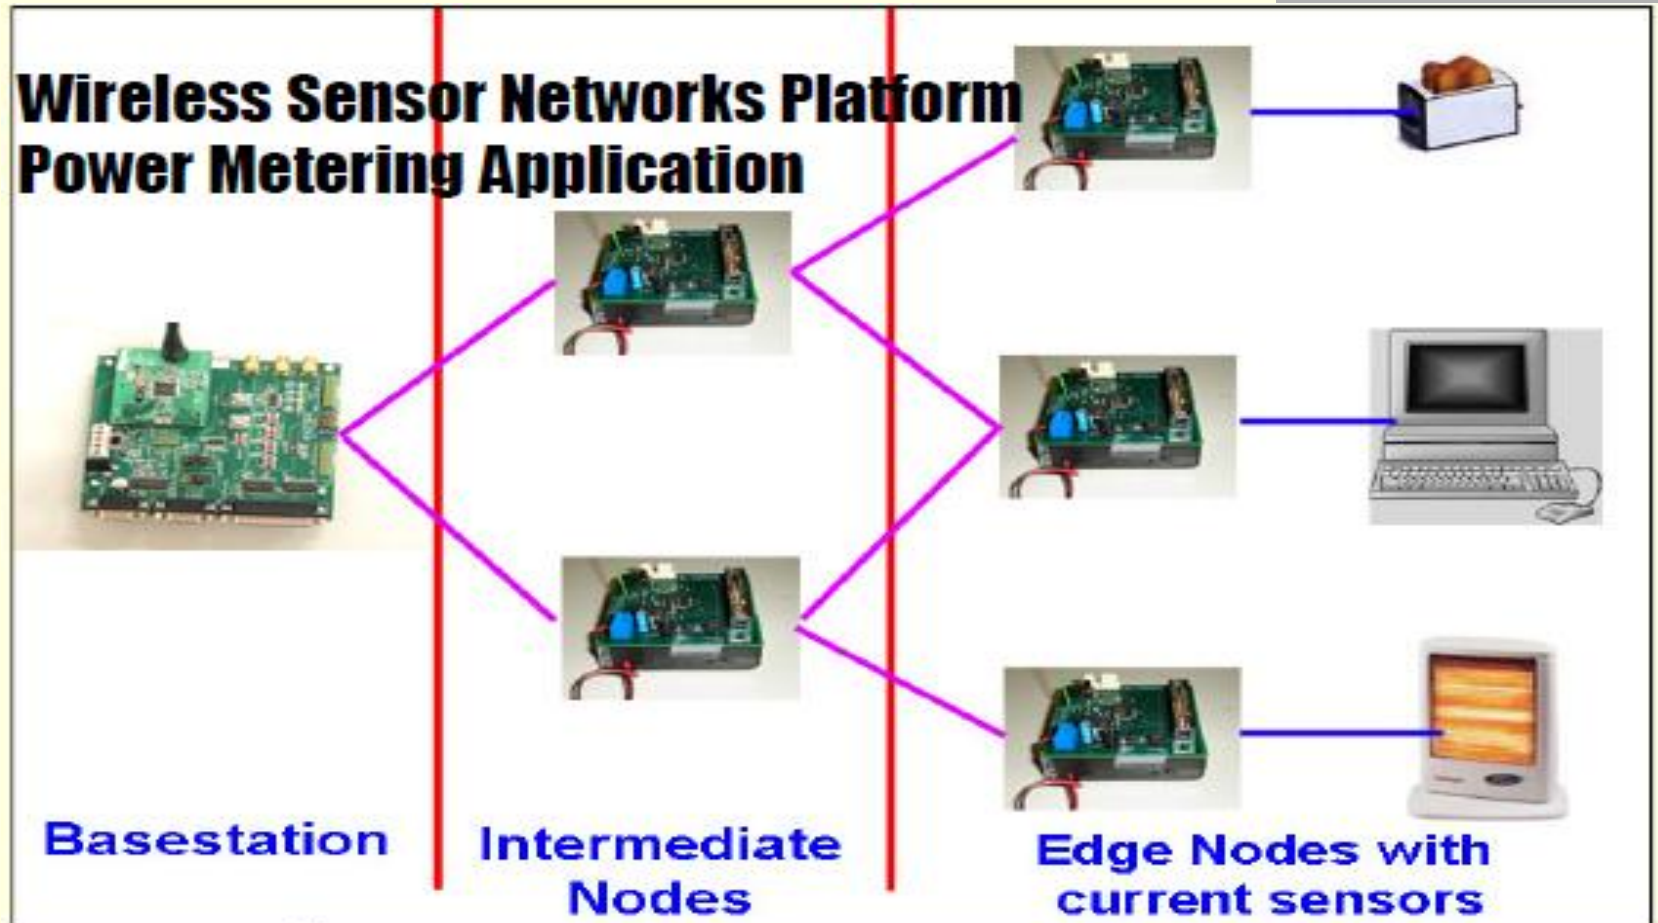 Wireless Sensor Networks Platform
Power Metering Application
Basestation
Intermediate
Nodes
Edge Nodes with
current sensors